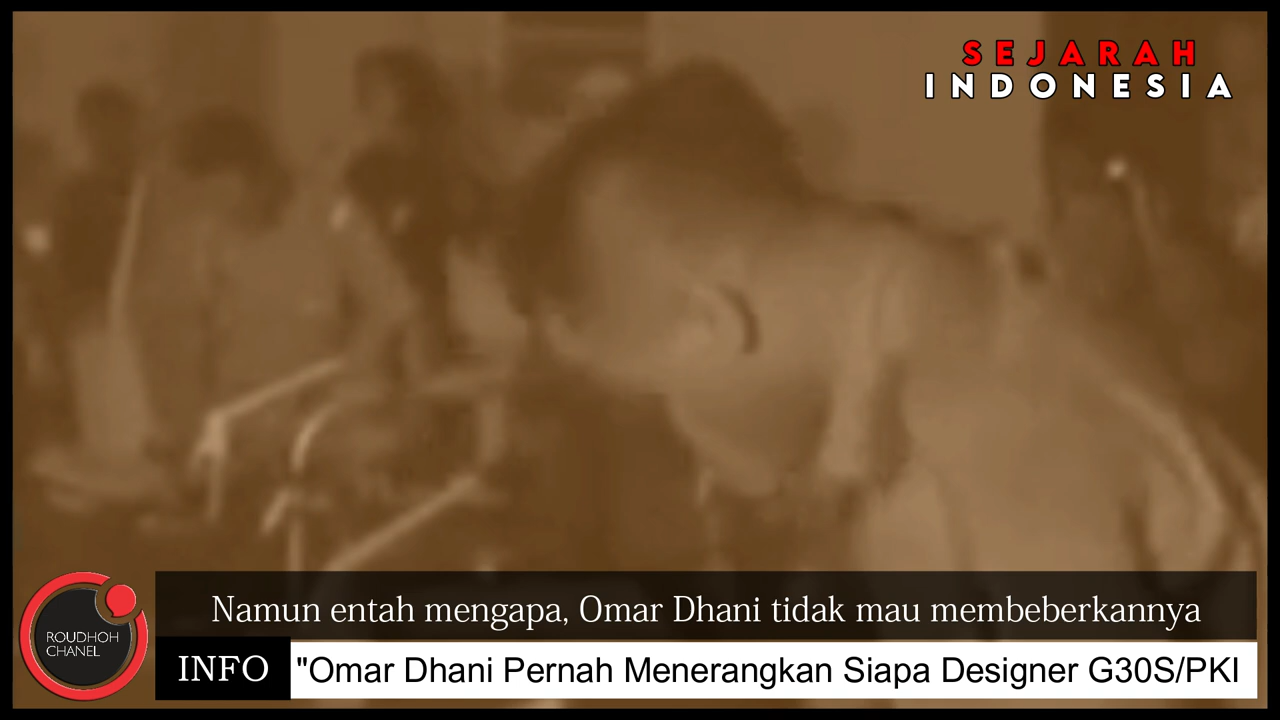 SEJARAH
INDONESIA
Namun entah mengapa, Omar Dhani tidak mau membeberkannya
ROUDHOH
CHANEL
INFO
"Omar Dhani Pernah Menerangkan Siapa Designer G30S/PKI